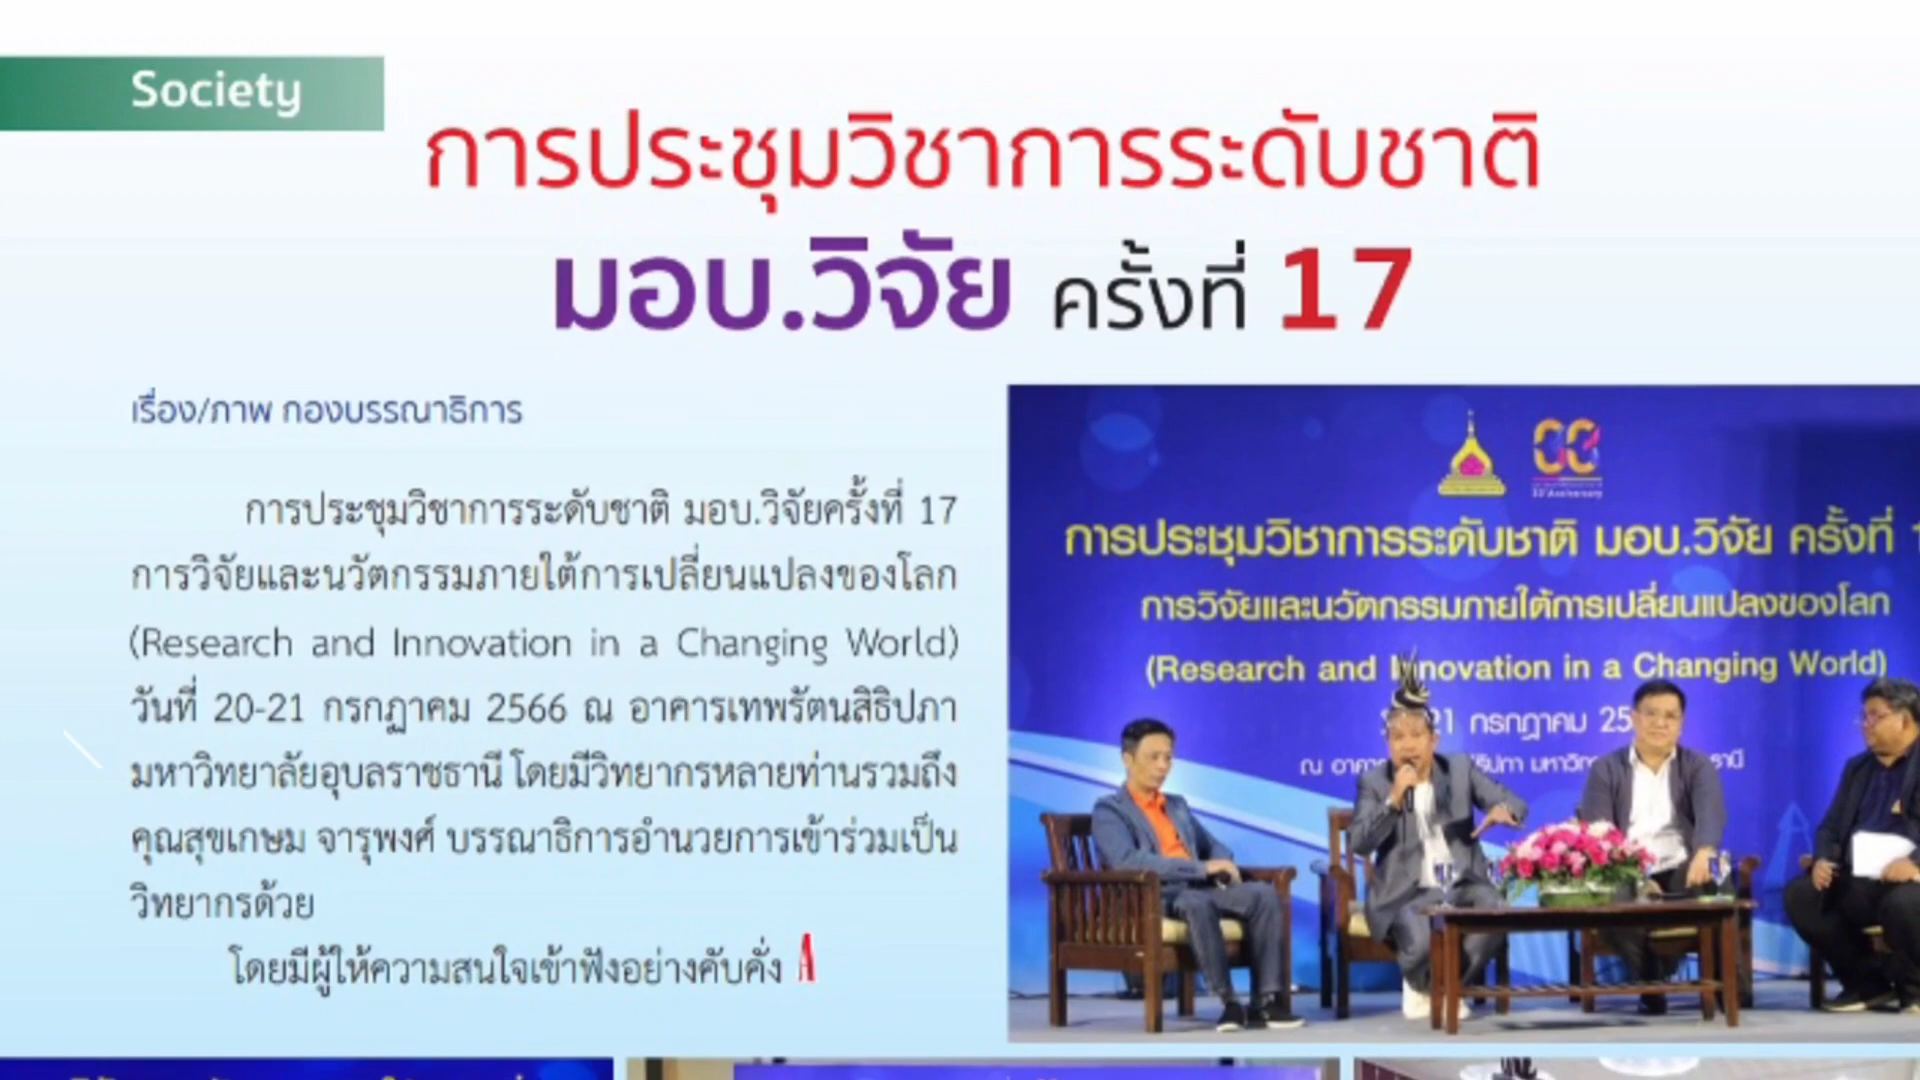 Society
การประชุมวิชาการระดับชาติ
มอบ.วิจัย ครั้งที่ 17
เรื่อง/ภาพ กองบรรณาธิการ
การประชุมวิชาการระดับชาติ มอบ.วิจัยครั้งที่ 17
การวิจัยและนวัตกรรมภายใต้การเปลี่ยนแปลงของโลก
(Research and Innovation in a Changing World)
วันที่ 20-21 กรกฎาคม 2566 ณ อาคารเทพรัตนสิธิปภา
มหาวิทยาลัยอุบลราชธานี โดยมีวิทยากรหลายท่านรวมถึง
คุณสุขเกษม จารุพงศ์ บรรณาธิการอำนวยการเข้าร่วมเป็น
วิทยากรด้วย
โดยมีผู้ให้ความสนใจเข้าฟังอย่างคับคั่ง A
การประชุมวิชาการระดับชาติ มอบ.วิจัย ครั้งที่
การวิจัยและนวัตกรรมภายใต้การเปลี่ยนแปลงของโลก
(Research and Innovation in a Changing World)
21 กรกฎาคม 25
ณ